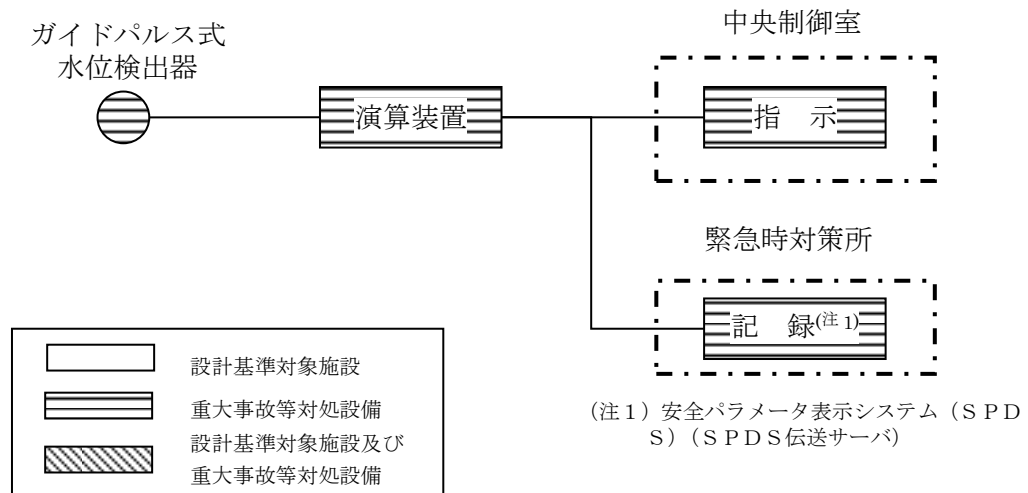 ガイドパルス式
水位検出器
演算装置
中央制御室
指　示
緊急時対策所
記　録(注 1)
(注１) 安全パラメータ表示システム（ＳＰＤ
Ｓ）（ＳＰＤＳ伝送サーバ）
設計基準対象施設
重大事故等対処設備
設計基準対象施設及び
重大事故等対処設備